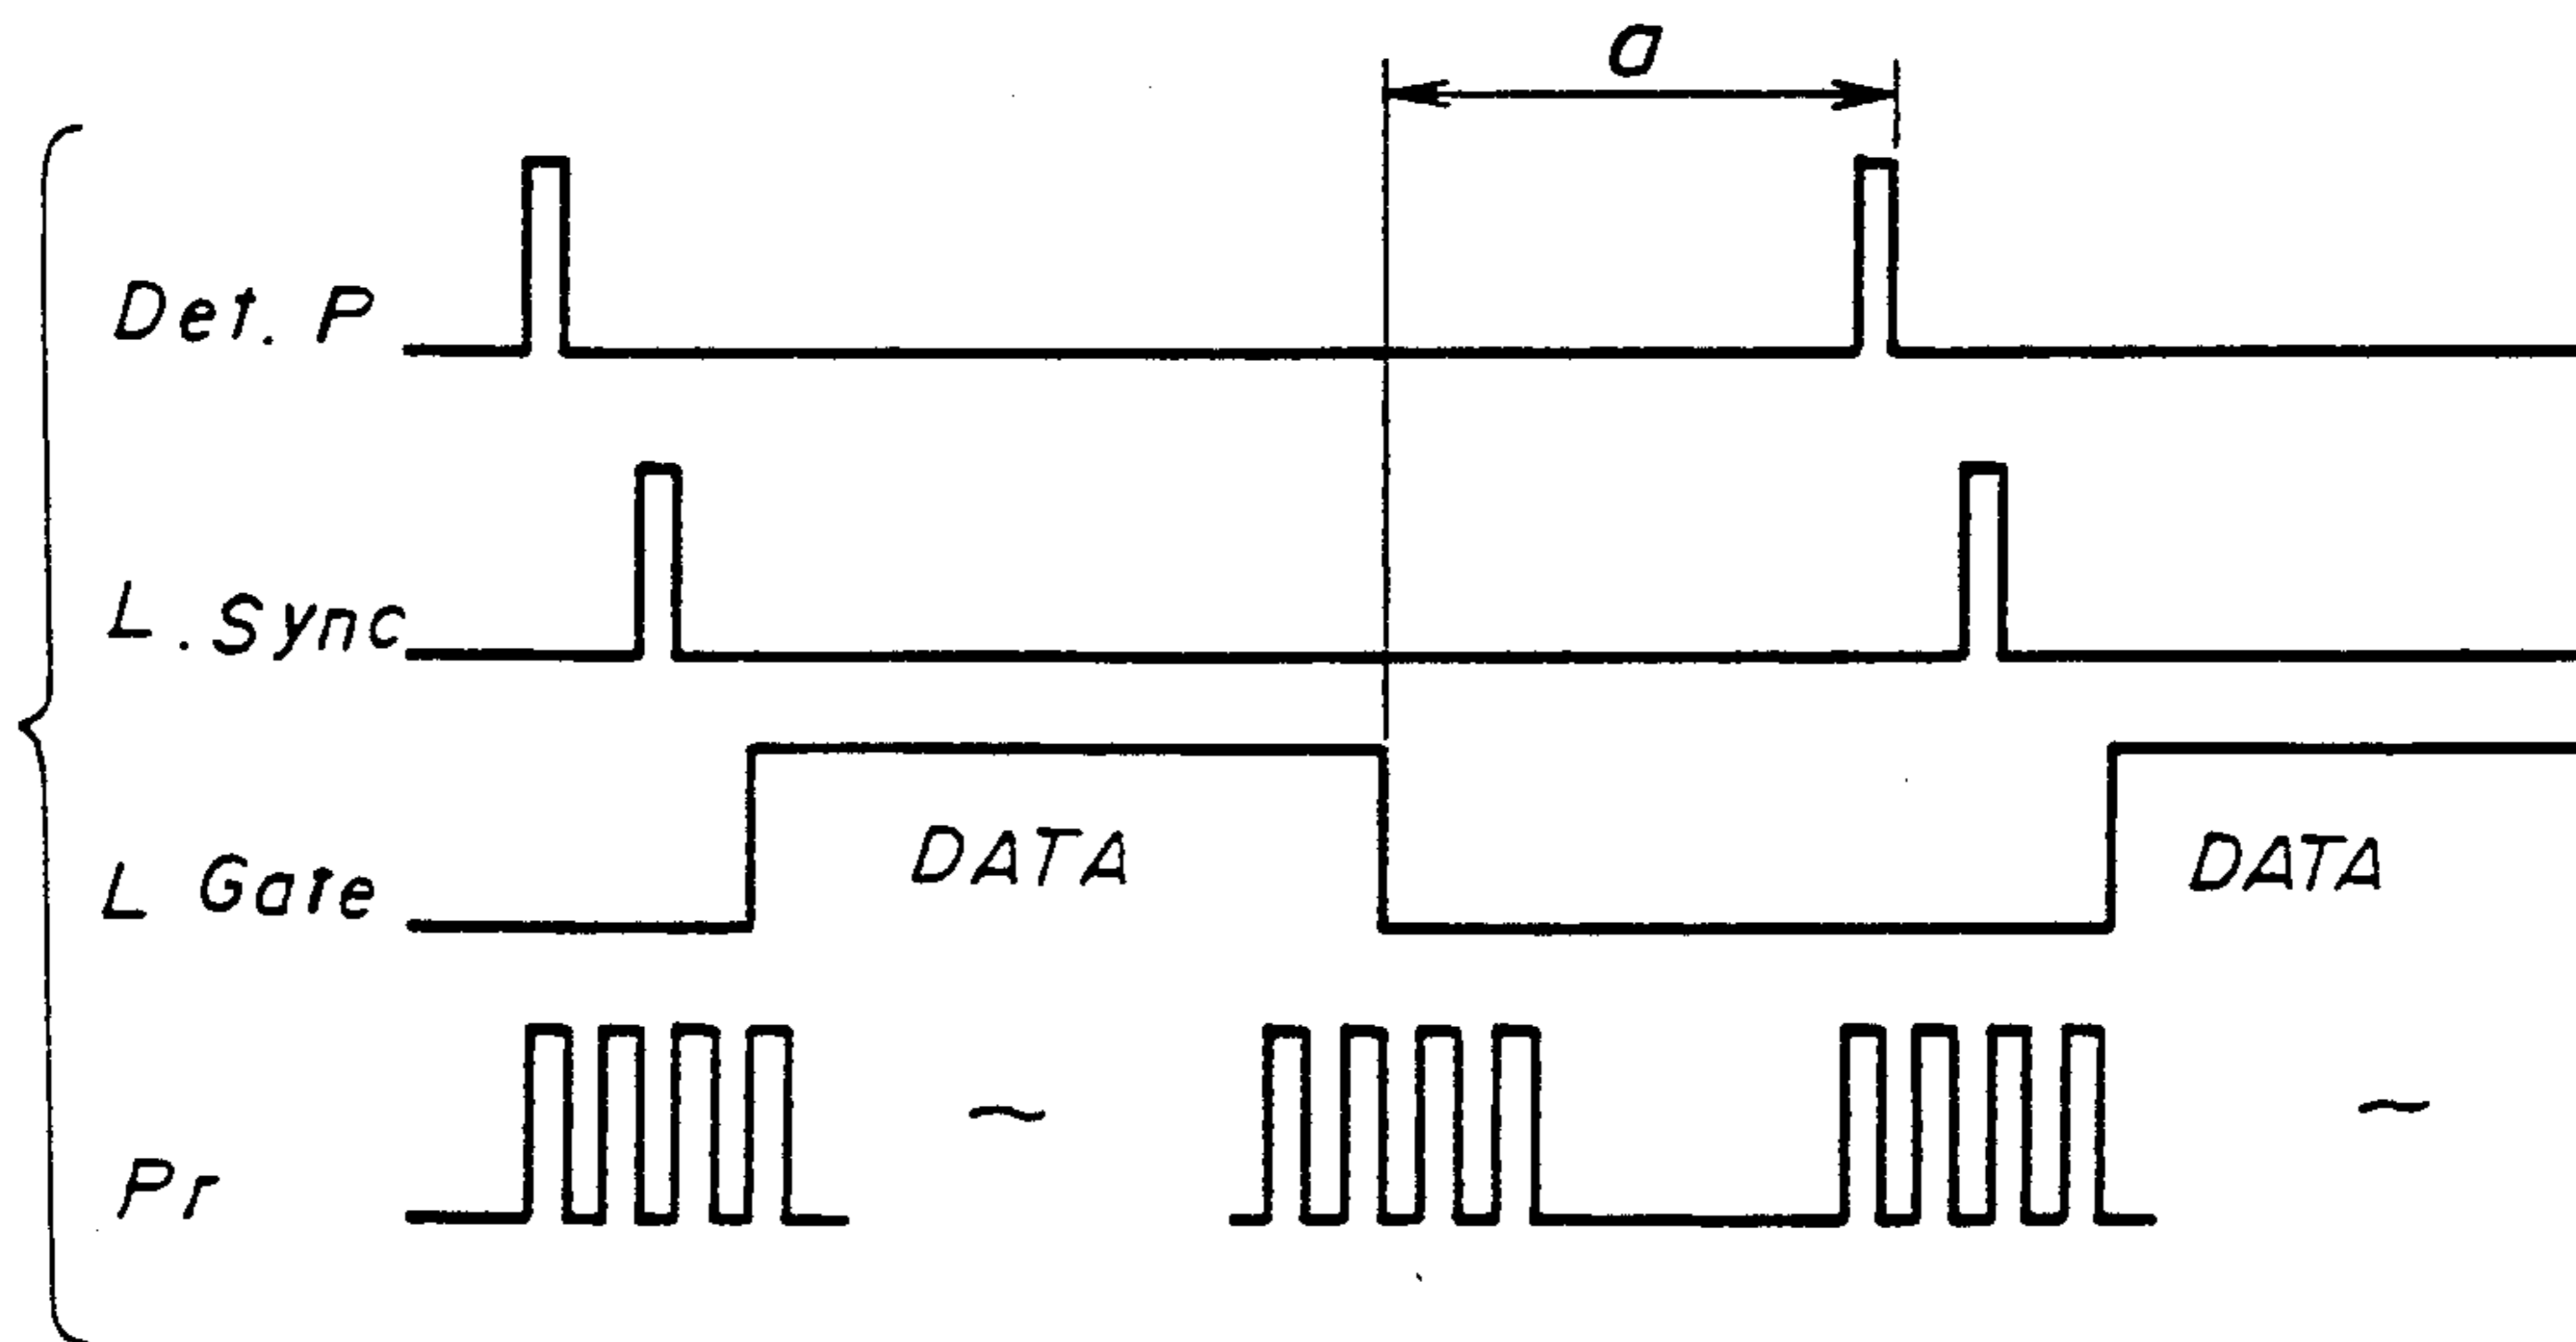 a
Det. P
L. Sync
L Gate
DATA
DATA
Pr
~
~